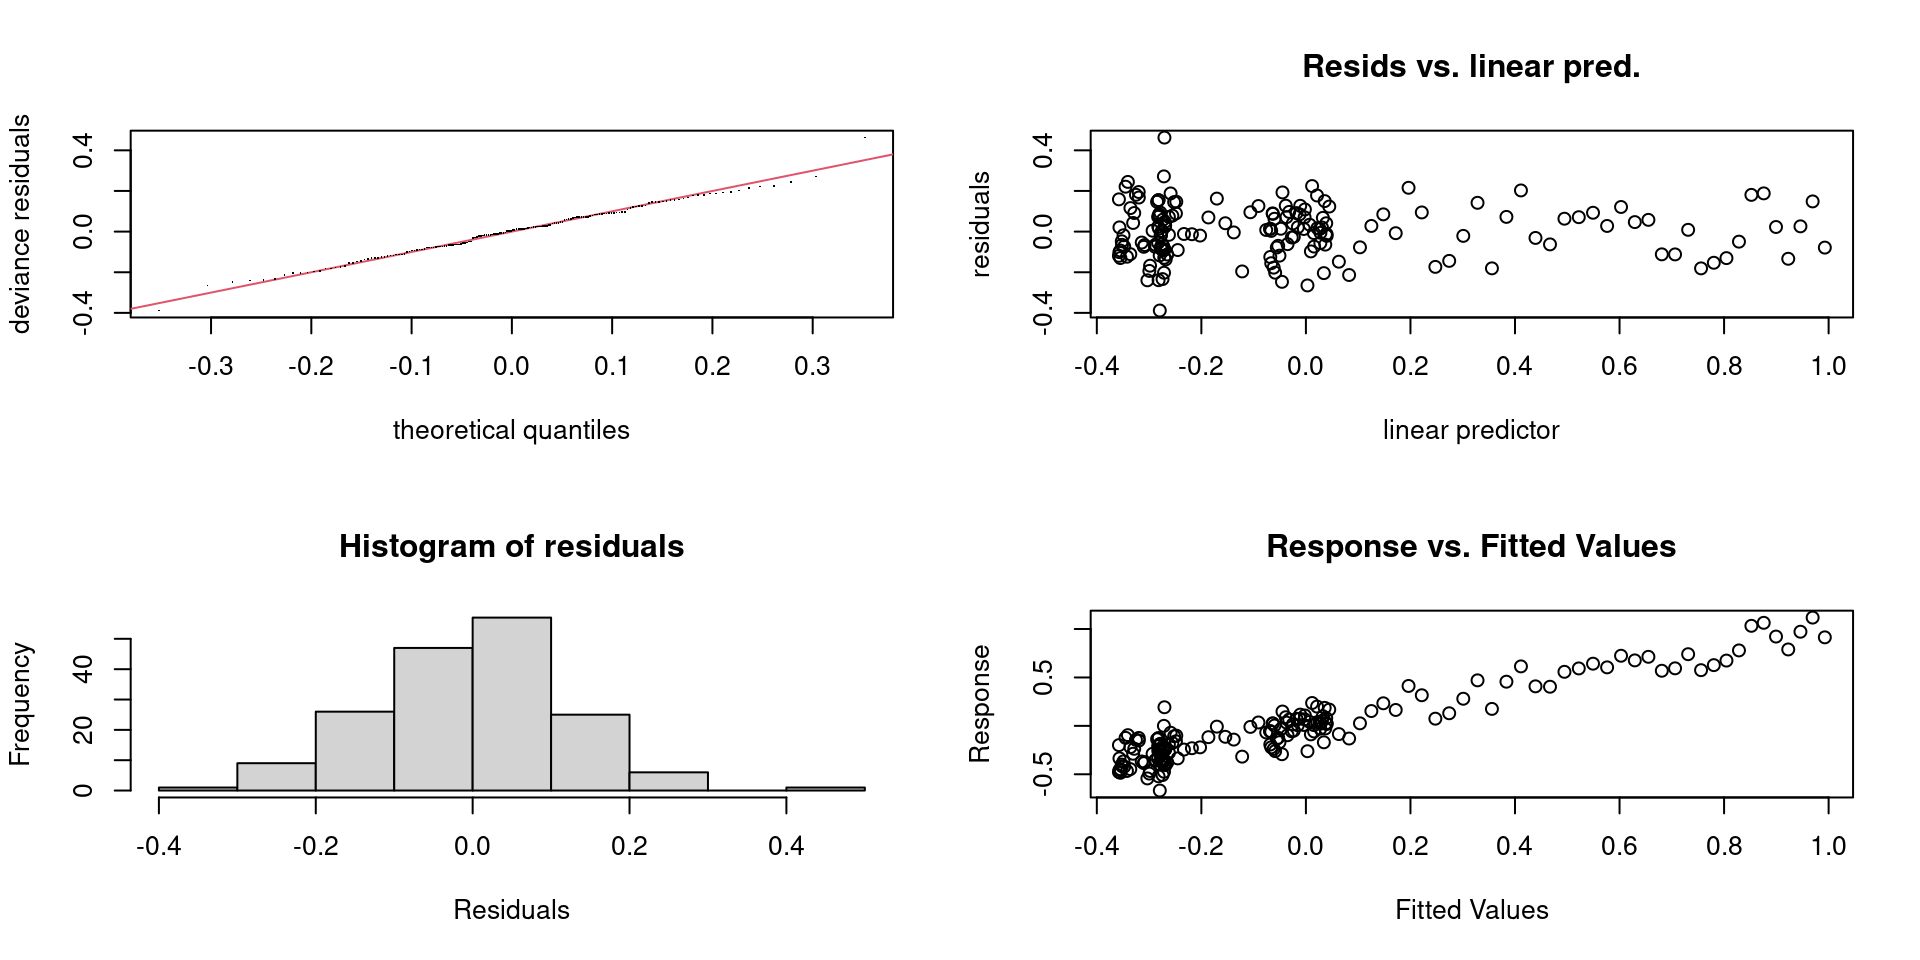 deviance residuals
-0.4 0.0 0.4
-0.3 -0.2 -0.1 0.0 0.1 0.2 0.3
theoretical quantiles
Resids vs. linear pred.
residuals
-0.4 0.0 0.4
-0.4 -0.2 0.0 0.2 0.4 0.6 0.8 1.0
linear predictor
Histogram of residuals
Frequency
0 20 40
-0.4 -0.2 0.0 0.2 0.4
Residuals
Response vs. Fitted Values
Response
-0.5 0.5
-0.4 -0.2 0.0 0.2 0.4 0.6 0.8 1.0
Fitted Values